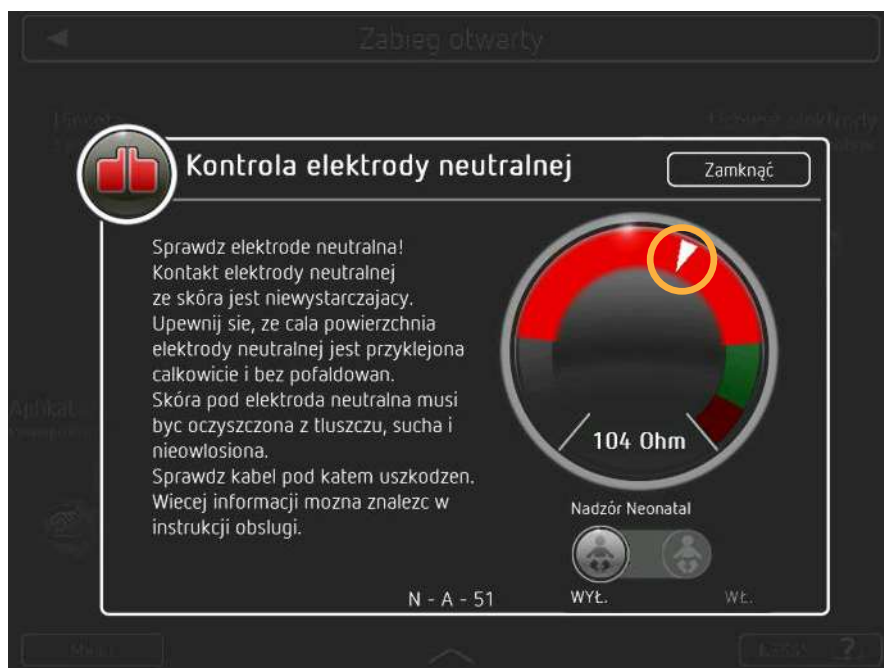 Zabieg otwarty
Kontrola elektrody neutralnej
Zamknąć
Sprawdz elektrode neutralna!
Kontakt elektrody neutralnej
ze skóra jest niewystarczajacy.
Upewnij sie, ze cala powierzchnia
elektrody neutralnej jest przyklejona
calkowicie i bez pofaldowan.
Skóra pod elektroda neutralna musi
byc oczyszczona z tluszczu, sucha i
nieowlosiona.
Sprawdz kabel pod katem uszkodzen.
Wiecej informacji mozna znalezc w
instrukcji obslugi.
104 Ohm
Nadzór Neonatal
WYŁ.
WŁ.
N - A - 51
?